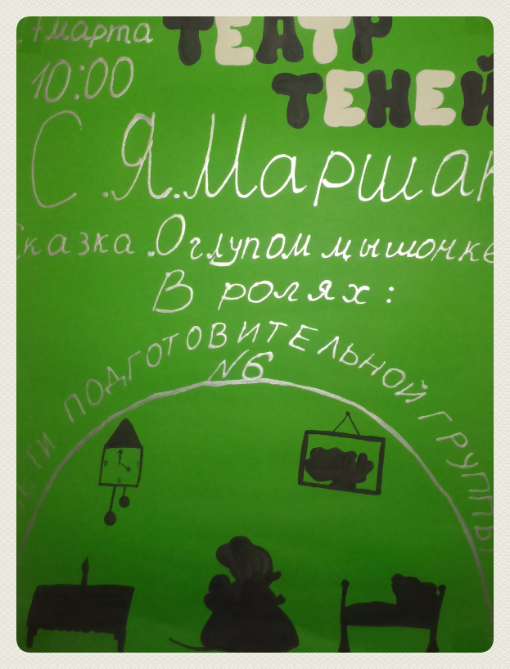 марта
ТЕАТР
10:00
ТЕНЕЙ
С.Я.Маршак
Сказка .О глупом мышонке
В ролях:
ДЕТИ ПОДГОТОВИТЕЛЬНОЙ ГРУППЫ
№6